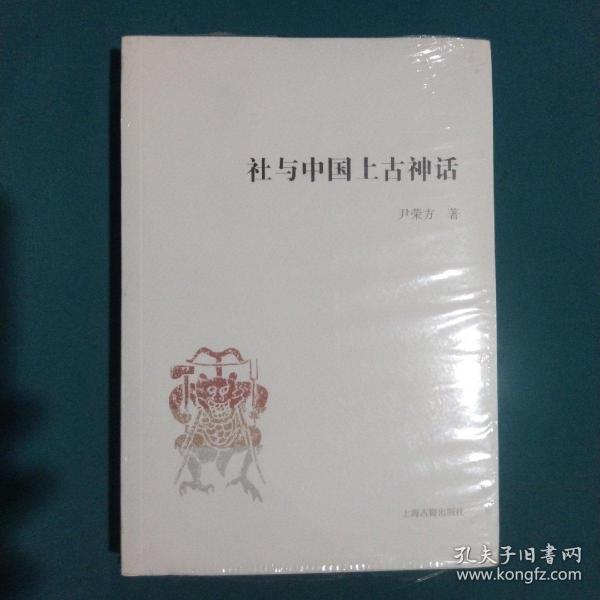 社与中国上古神话
尹荣方 著
上海古籍出版社
孔夫子旧书网
www.kongfz.com